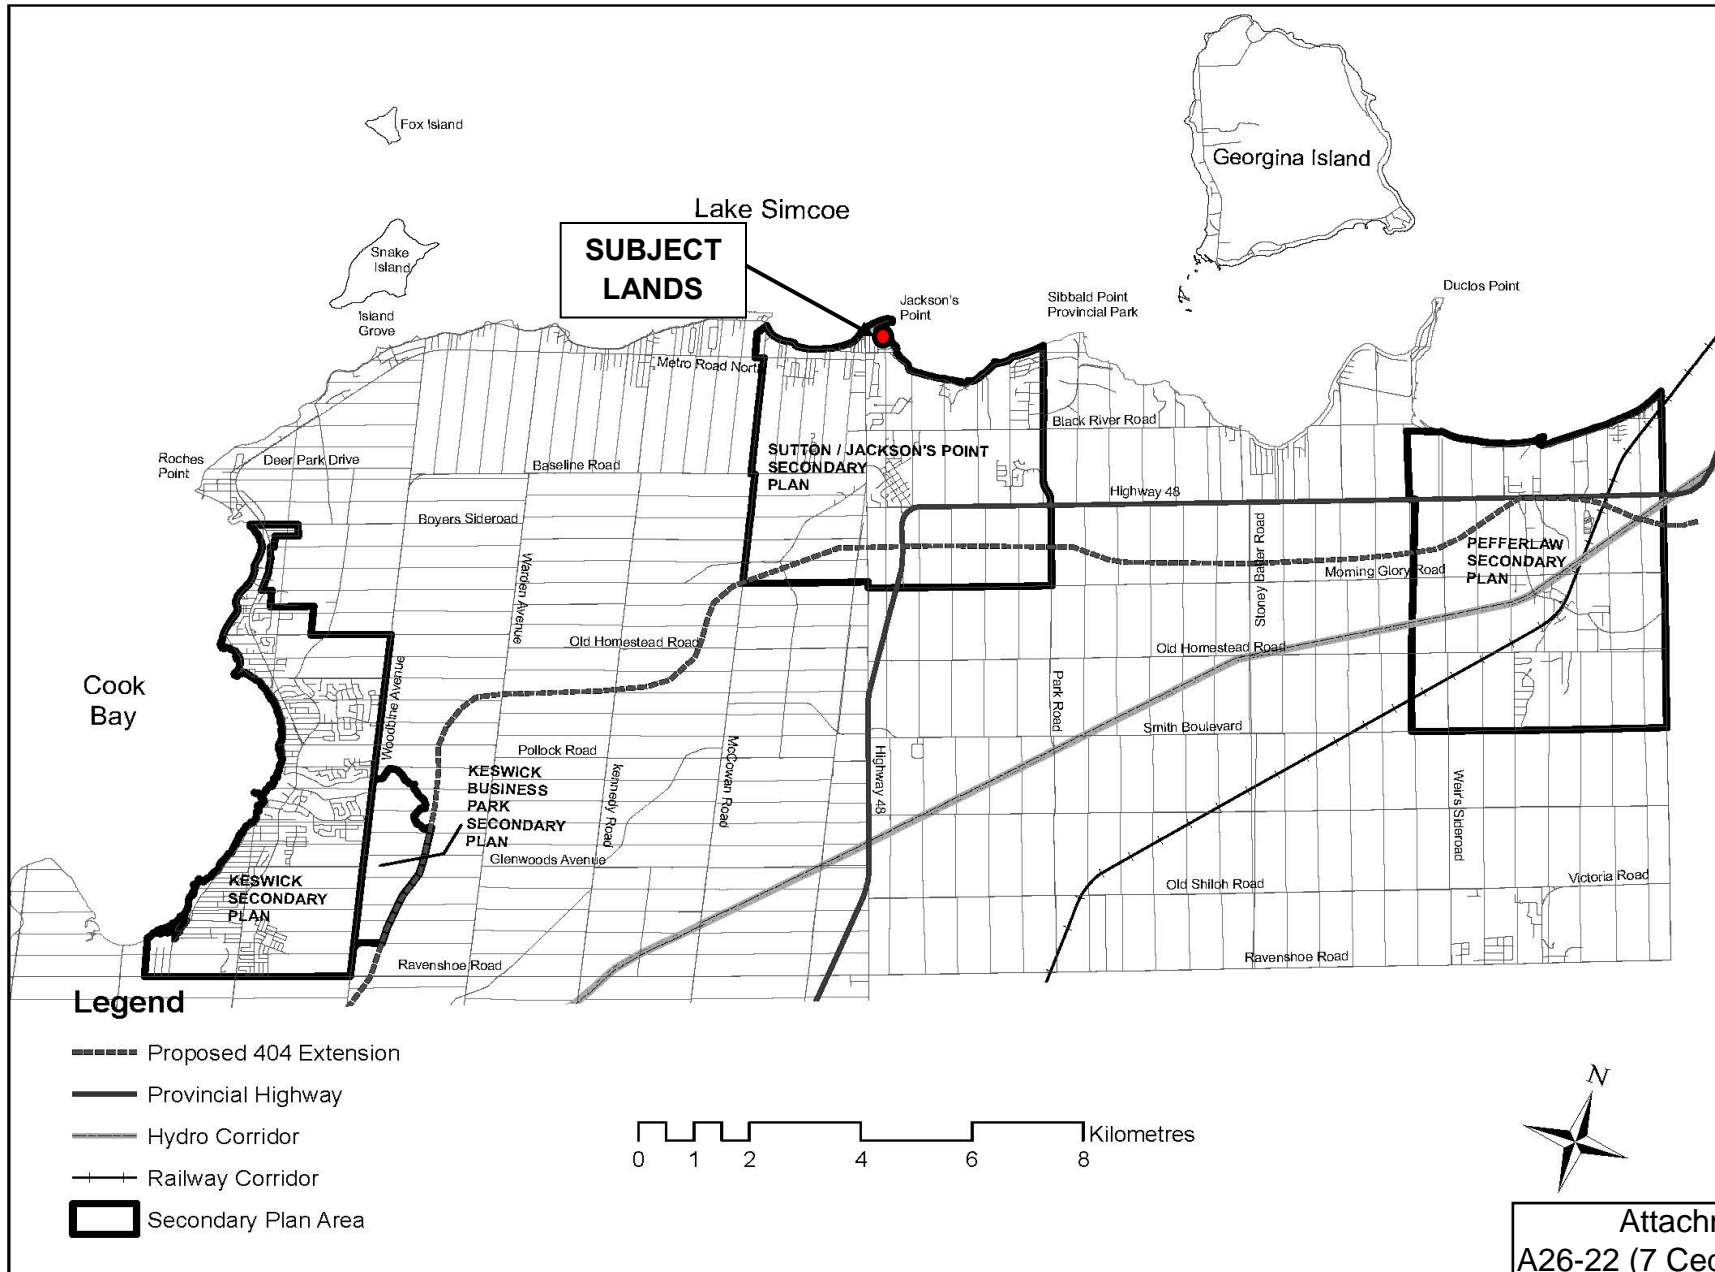 Fox Island
Georgina Island
Lake Simcoe
Snake
Island
SUBJECT
LANDS
Island
Grove
Jackson's
Point
Sibbald Point
Provincial Park
Duclos Point
Metro Road North
Black River Road
Roches
Point
Deer Park Drive
Baseline Road
SUTTON / JACKSON'S POINT
SECONDARY
PLAN
Highway 48
Boyers Sideroad
Warden Avenue
Stoney Batter Road
PEFFERLAW
SECONDARY
PLAN
Morning Glory Road
Old Homestead Road
Old Homestead Road
Cook
Bay
Woodbine Avenue
Park Road
Smith Boulevard
Pollock Road
McCowan Road
Highway 48
kennedy Road
Weir's Sideroad
KESWICK
BUSINESS
PARK
SECONDARY
PLAN
Glenwoods Avenue
KESWICK
SECONDARY
PLAN
Old Shiloh Road
Victoria Road
Ravenshoe Road
Ravenshoe Road
Legend
Proposed 404 Extension
Provincial Highway
Hydro Corridor
Railway Corridor
Secondary Plan Area
Kilometres
0 1 2 4 6 8
N
Attachr
A26-22 (7 Ced